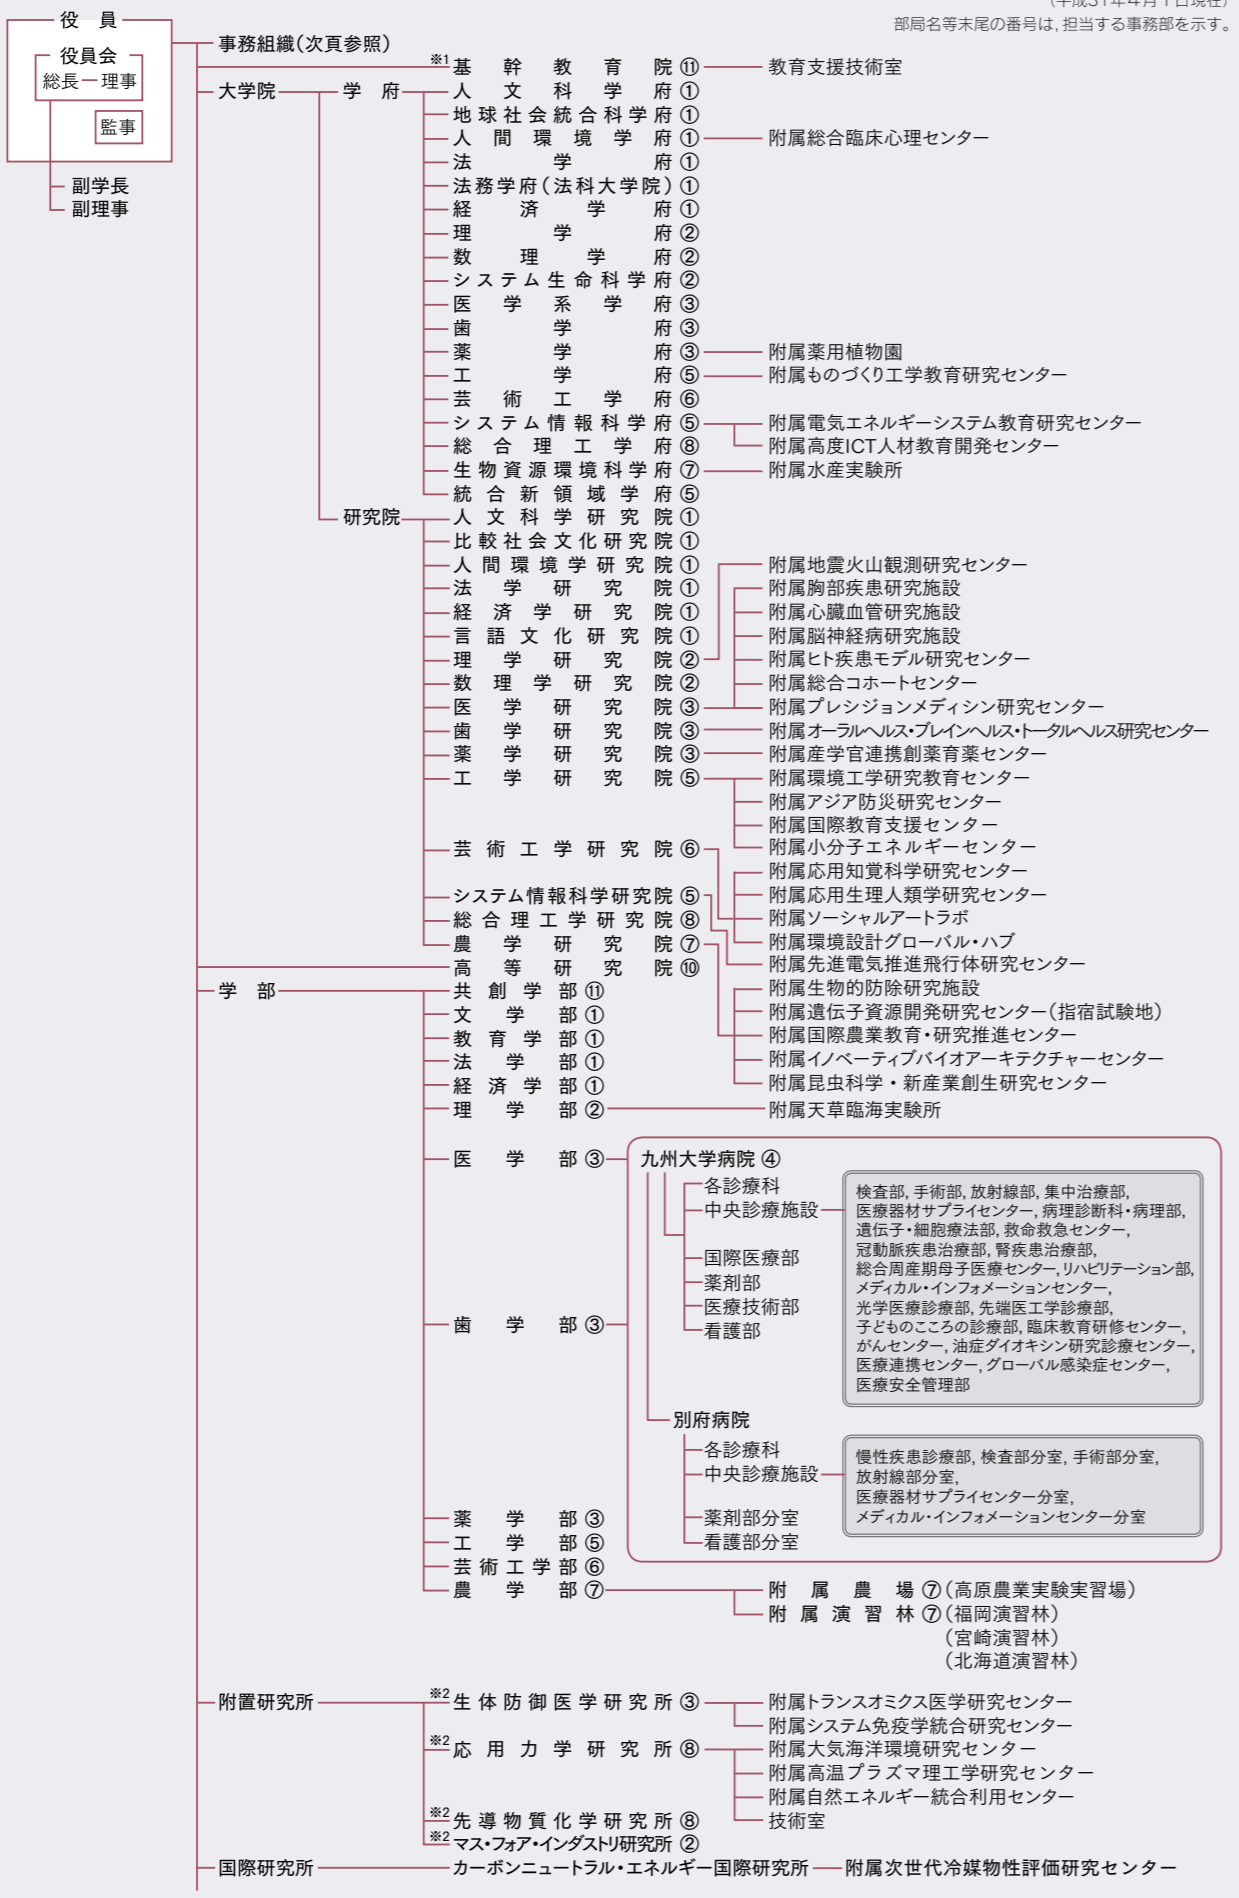 (平成31年4月1日現在)
部局名等末尾の番号は,担当する事務部を示す。
役 員
役員会
総長 理事
監事
副学長
副理事
事務組織(次頁参照)
※1 基幹教育院⑪ 教育支援技術室
大学院 学府 人文科学府①
地球社会統合科学府①
人間環境学府① 附属総合臨床心理センター
法学府①
法務学府(法科大学院)①
経済学府①
理学府②
数理学府②
システム生命科学府②
医学系学府③
歯学府③
薬学府③ 附属薬用植物園
工学府⑤ 附属ものづくり工学教育研究センター
芸術工学府⑥
システム情報科学府⑤ 附属電気エネルギーシステム教育研究センター
総合理工学府⑧ 附属高度ICT人材教育開発センター
生物資源環境科学府⑦ 附属水産実験所
統合新領域学府⑤
研究院 人文科学研究院①
比較社会文化研究院①
人間環境学研究院① 附属地震火山観測研究センター
法学研究院① 附属胸部疾患研究施設
経済学研究院① 附属心臓血管研究施設
言語文化研究院① 附属脳神経病研究施設
理学研究院② 附属ヒト疾患モデル研究センター
数理学研究院② 附属総合コホートセンター
医学研究院③ 附属プレシジョンメディシン研究センター
歯学研究院③ 附属オーラルヘルス・ブレインヘルス・トータルヘルス研究センター
薬学研究院③ 附属産学官連携創薬育薬センター
工学研究院⑤ 附属環境工学研究教育センター
附属アジア防災研究センター
附属国際教育支援センター
芸術工学研究院⑥ 附属小分子エネルギーセンター
附属応用知覚科学研究センター
システム情報科学研究院⑤ 附属応用生理人類学研究センター
総合理工学研究院⑧ 附属ソーシャルアートラボ
農学研究院⑦ 附属環境設計グローバル・ハブ
高等研究院⑩ 附属先進電気推進飛行体研究センター
学部 共創学部⑪ 附属生物的防除研究施設
文学部① 附属遺伝子資源開発研究センター(指宿試験地)
教育学部① 附属国際農業教育・研究推進センター
法学部① 附属イノベーティブバイオアーキテクチャーセンター
経済学部① 附属昆虫科学・新産業創生研究センター
理学部② 附属天草臨海実験所
医学部③ 九州大学病院④
各診療科
中央診療施設
検査部, 手術部, 放射線部, 集中治療部,
医療器材サプライセンター, 病理診断科・病理部,
遺伝子・細胞療法部, 救命救急センター,
冠動脈疾患治療部, 腎疾患治療部,
総合周産期母子医療センター, リハビリテーション部,
メディカル・インフォメーションセンター,
光学医療診療部, 先端医工学診療部,
子どものこころの診療部, 臨床教育研修センター,
がんセンター, 油症ダイオキシン研究診療センター,
医療連携センター, グローバル感染症センター,
医療安全管理部
国際医療部
薬剤部
医療技術部
歯学部③ 看護部
別府病院
各診療科
中央診療施設
慢性疾患診療部, 検査部分室, 手術部分室,
放射線部分室,
医療器材サプライセンター分室,
メディカル・インフォメーションセンター分室
薬剤部分室
看護部分室
薬学部③
工学部⑤
芸術工学部⑥
農学部⑦ 附属農場⑦(高原農業実験実習場)
附属演習林⑦(福岡演習林)
(宮崎演習林)
(北海道演習林)
附置研究所 ※2 生体防御医学研究所③ 附属トランスオミクス医学研究センター
附属システム免疫学統合研究センター
※2 応用力学研究所⑧ 附属大気海洋環境研究センター
附属高温プラズマ理工学研究センター
附属自然エネルギー統合利用センター
※2 先導物質化学研究所⑧ 技術室
※2 マス・フォア・インダストリ研究所②
国際研究所 カーボンニュートラル・エネルギー国際研究所 附属次世代冷媒物性評価研究センター